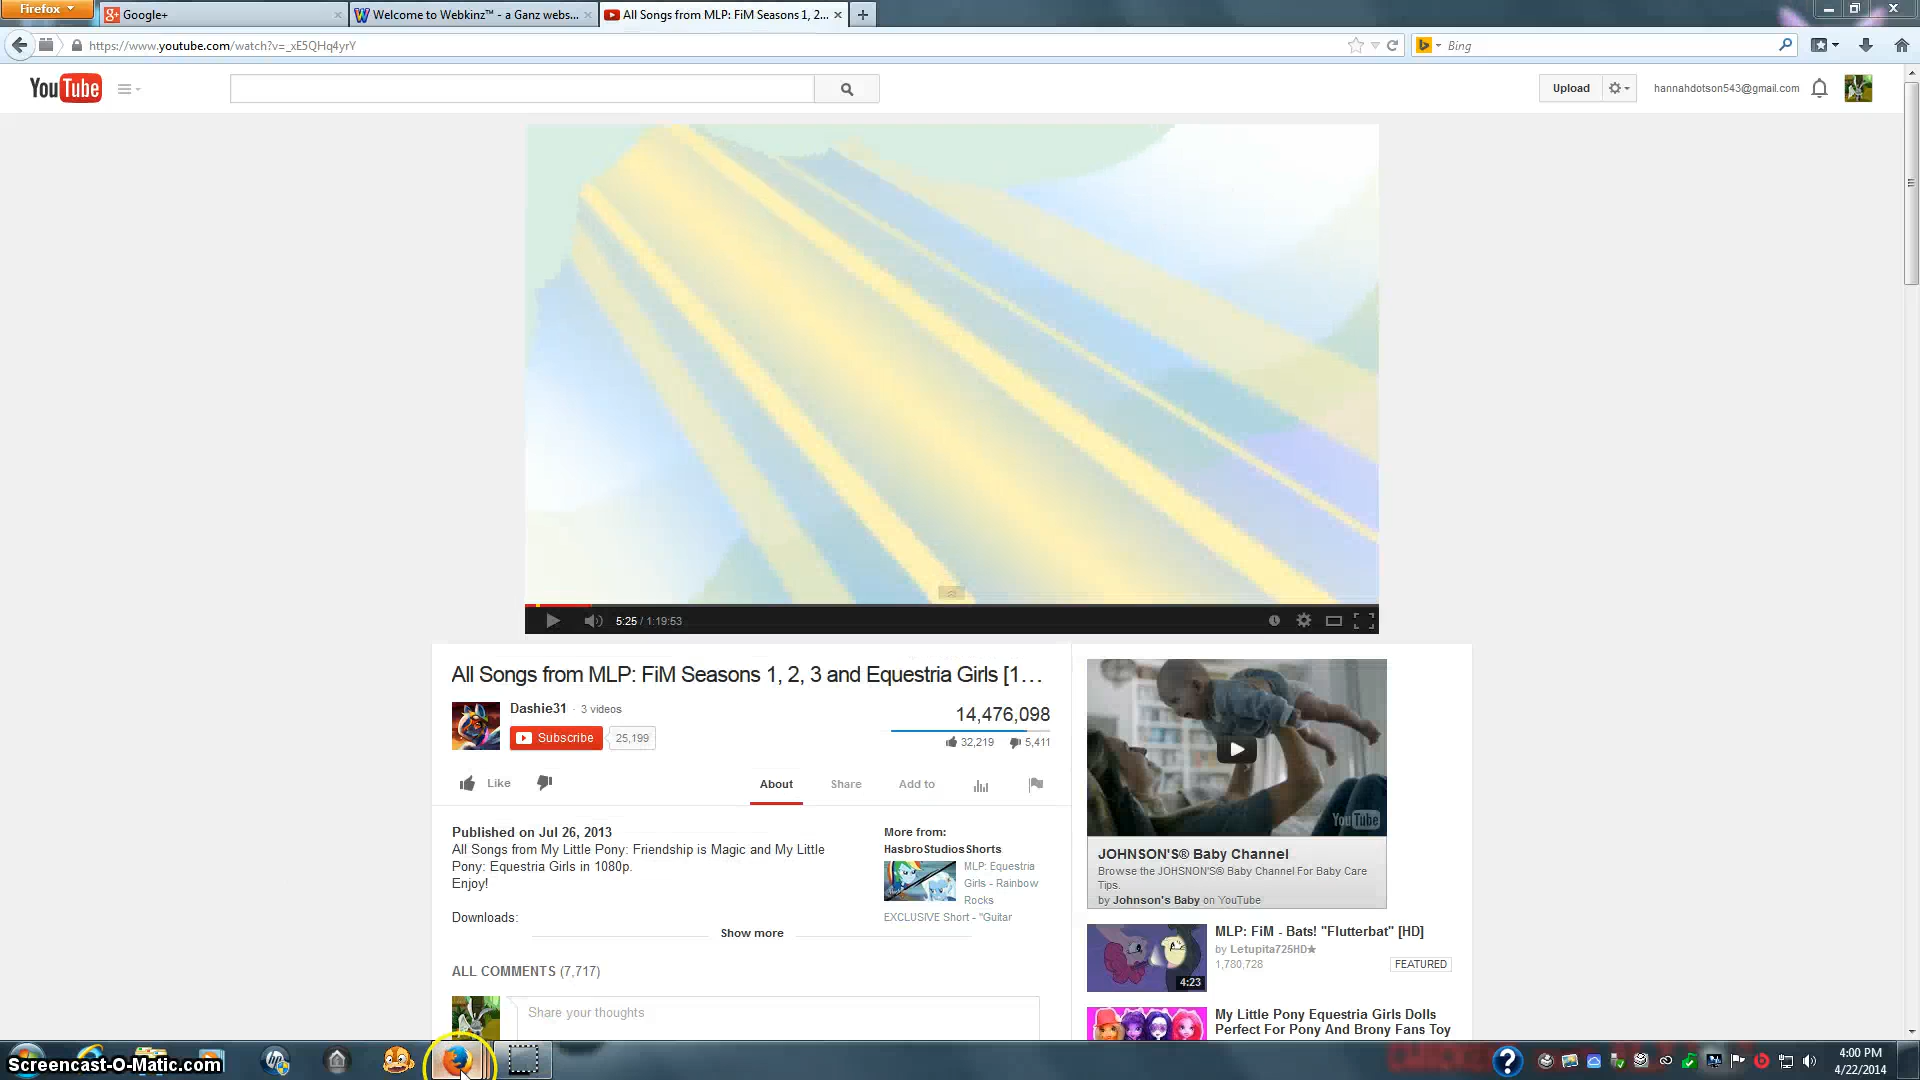 Firefox
Google+
Welcome to Webkinz™ - a Ganz webs...
All Songs from MLP: FiM Seasons 1, 2...
https://www.youtube.com/watch?v=_xE5QHq4yrY
Bing
YouTube
Upload
hannahdotson543@gmail.com
5:25 / 1:19:53
All Songs from MLP: FiM Seasons 1, 2, 3 and Equestria Girls [1...
Dashie31 · 3 videos
Subscribe
25,199
14,476,098
32,219
5,411
Like
About
Share
Add to
Published on Jul 26, 2013
All Songs from My Little Pony: Friendship is Magic and My Little
Pony: Equestria Girls in 1080p.
Enjoy!
Downloads:
Show more
More from:
HasbroStudiosShorts
MLP: Equestria
Girls - Rainbow
Rocks
EXCLUSIVE Short - "Guitar
ALL COMMENTS (7,717)
Share your thoughts
YouTube
JOHNSON'S® Baby Channel
Browse the JOHSNON'S® Baby Channel For Baby Care
Tips.
by Johnson's Baby on YouTube
MLP: FiM - Bats! "Flutterbat" [HD]
by Letupita725HD★
1,780,728
FEATURED
4:23
My Little Pony Equestria Girls Dolls
Perfect For Pony And Brony Fans Toy
Screencast-O-Matic.com
4:00 PM
4/22/2014